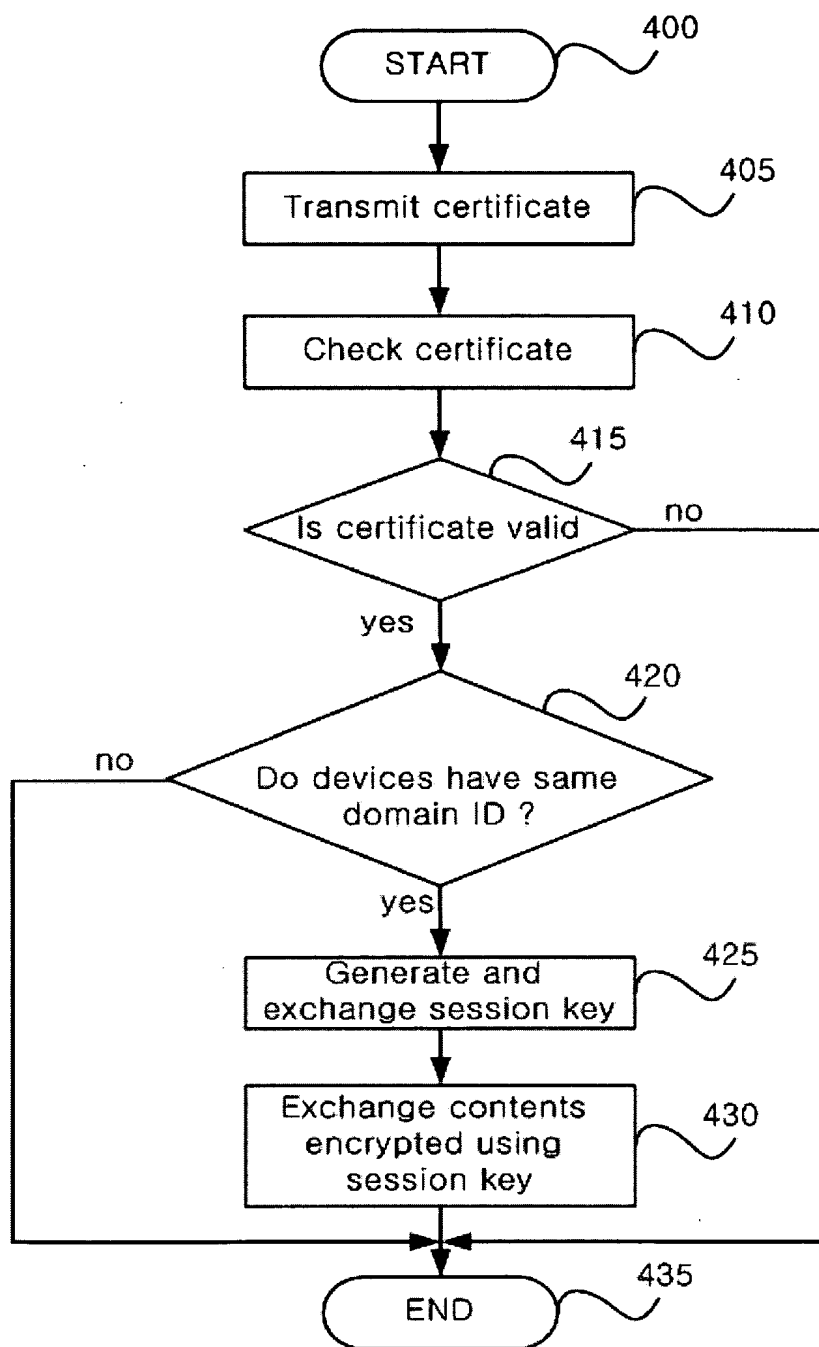 400
START
405
Transmit certificate
410
Check certificate
415
Is certificate valid
no
yes
420
no
Do devices have same
domain ID ?
yes
425
Generate and
exchange session key
430
Exchange contents
encrypted using
session key
435
END